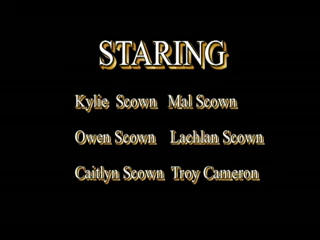 STARING
Kylie Scown Mal Scown
Owen Scown Lachlan Scown
Caitlyn Scown Troy Cameron